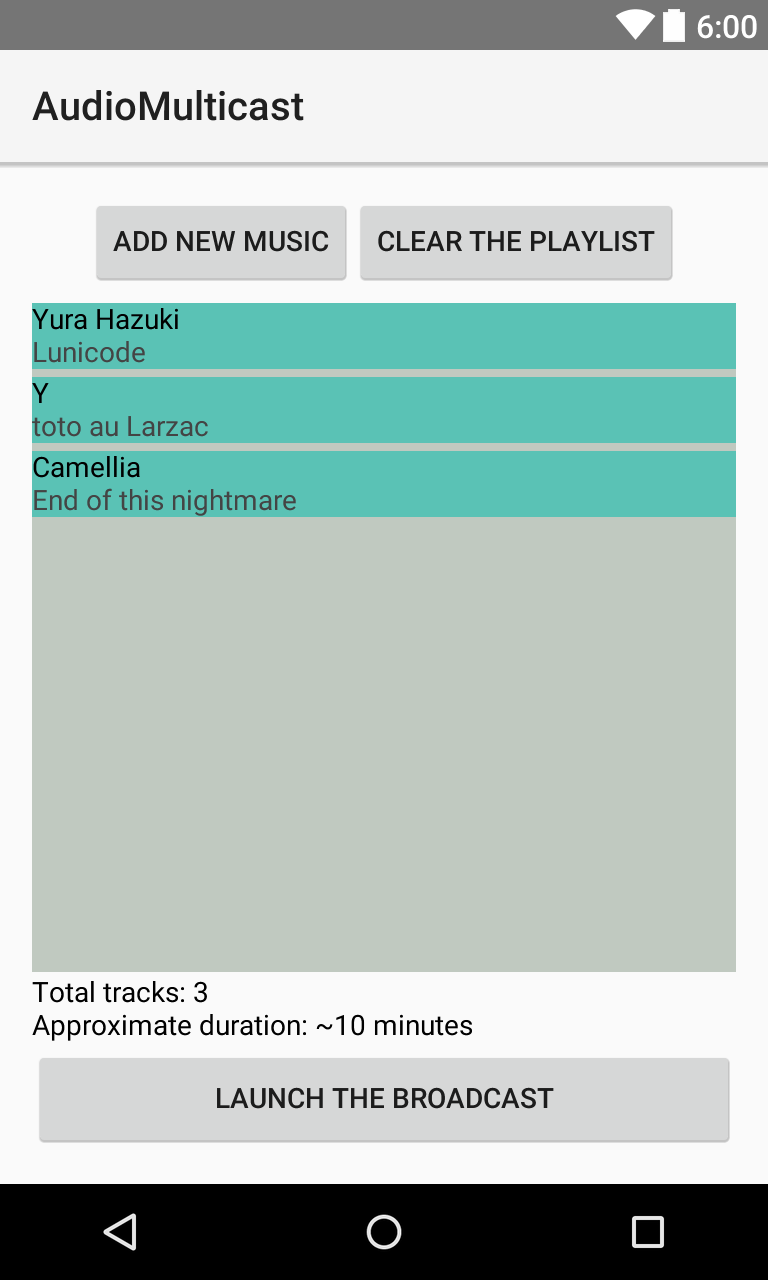 6:00
AudioMulticast
ADD NEW MUSIC CLEAR THE PLAYLIST
Yura Hazuki
Lunicode
Y
toto au Larzac
Camellia
End of this nightmare
Total tracks: 3
Approximate duration: ~10 minutes
LAUNCH THE BROADCAST